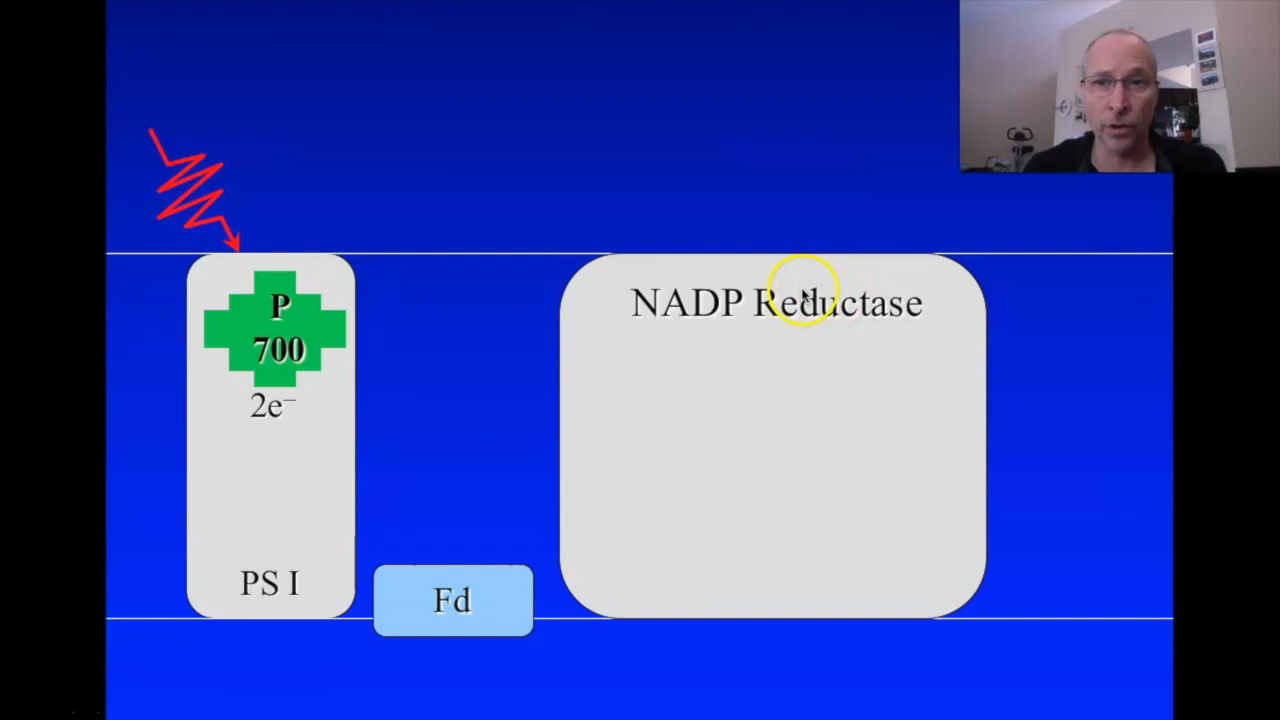 P
700
2e⁻
PS I
Fd
NADP Reductase